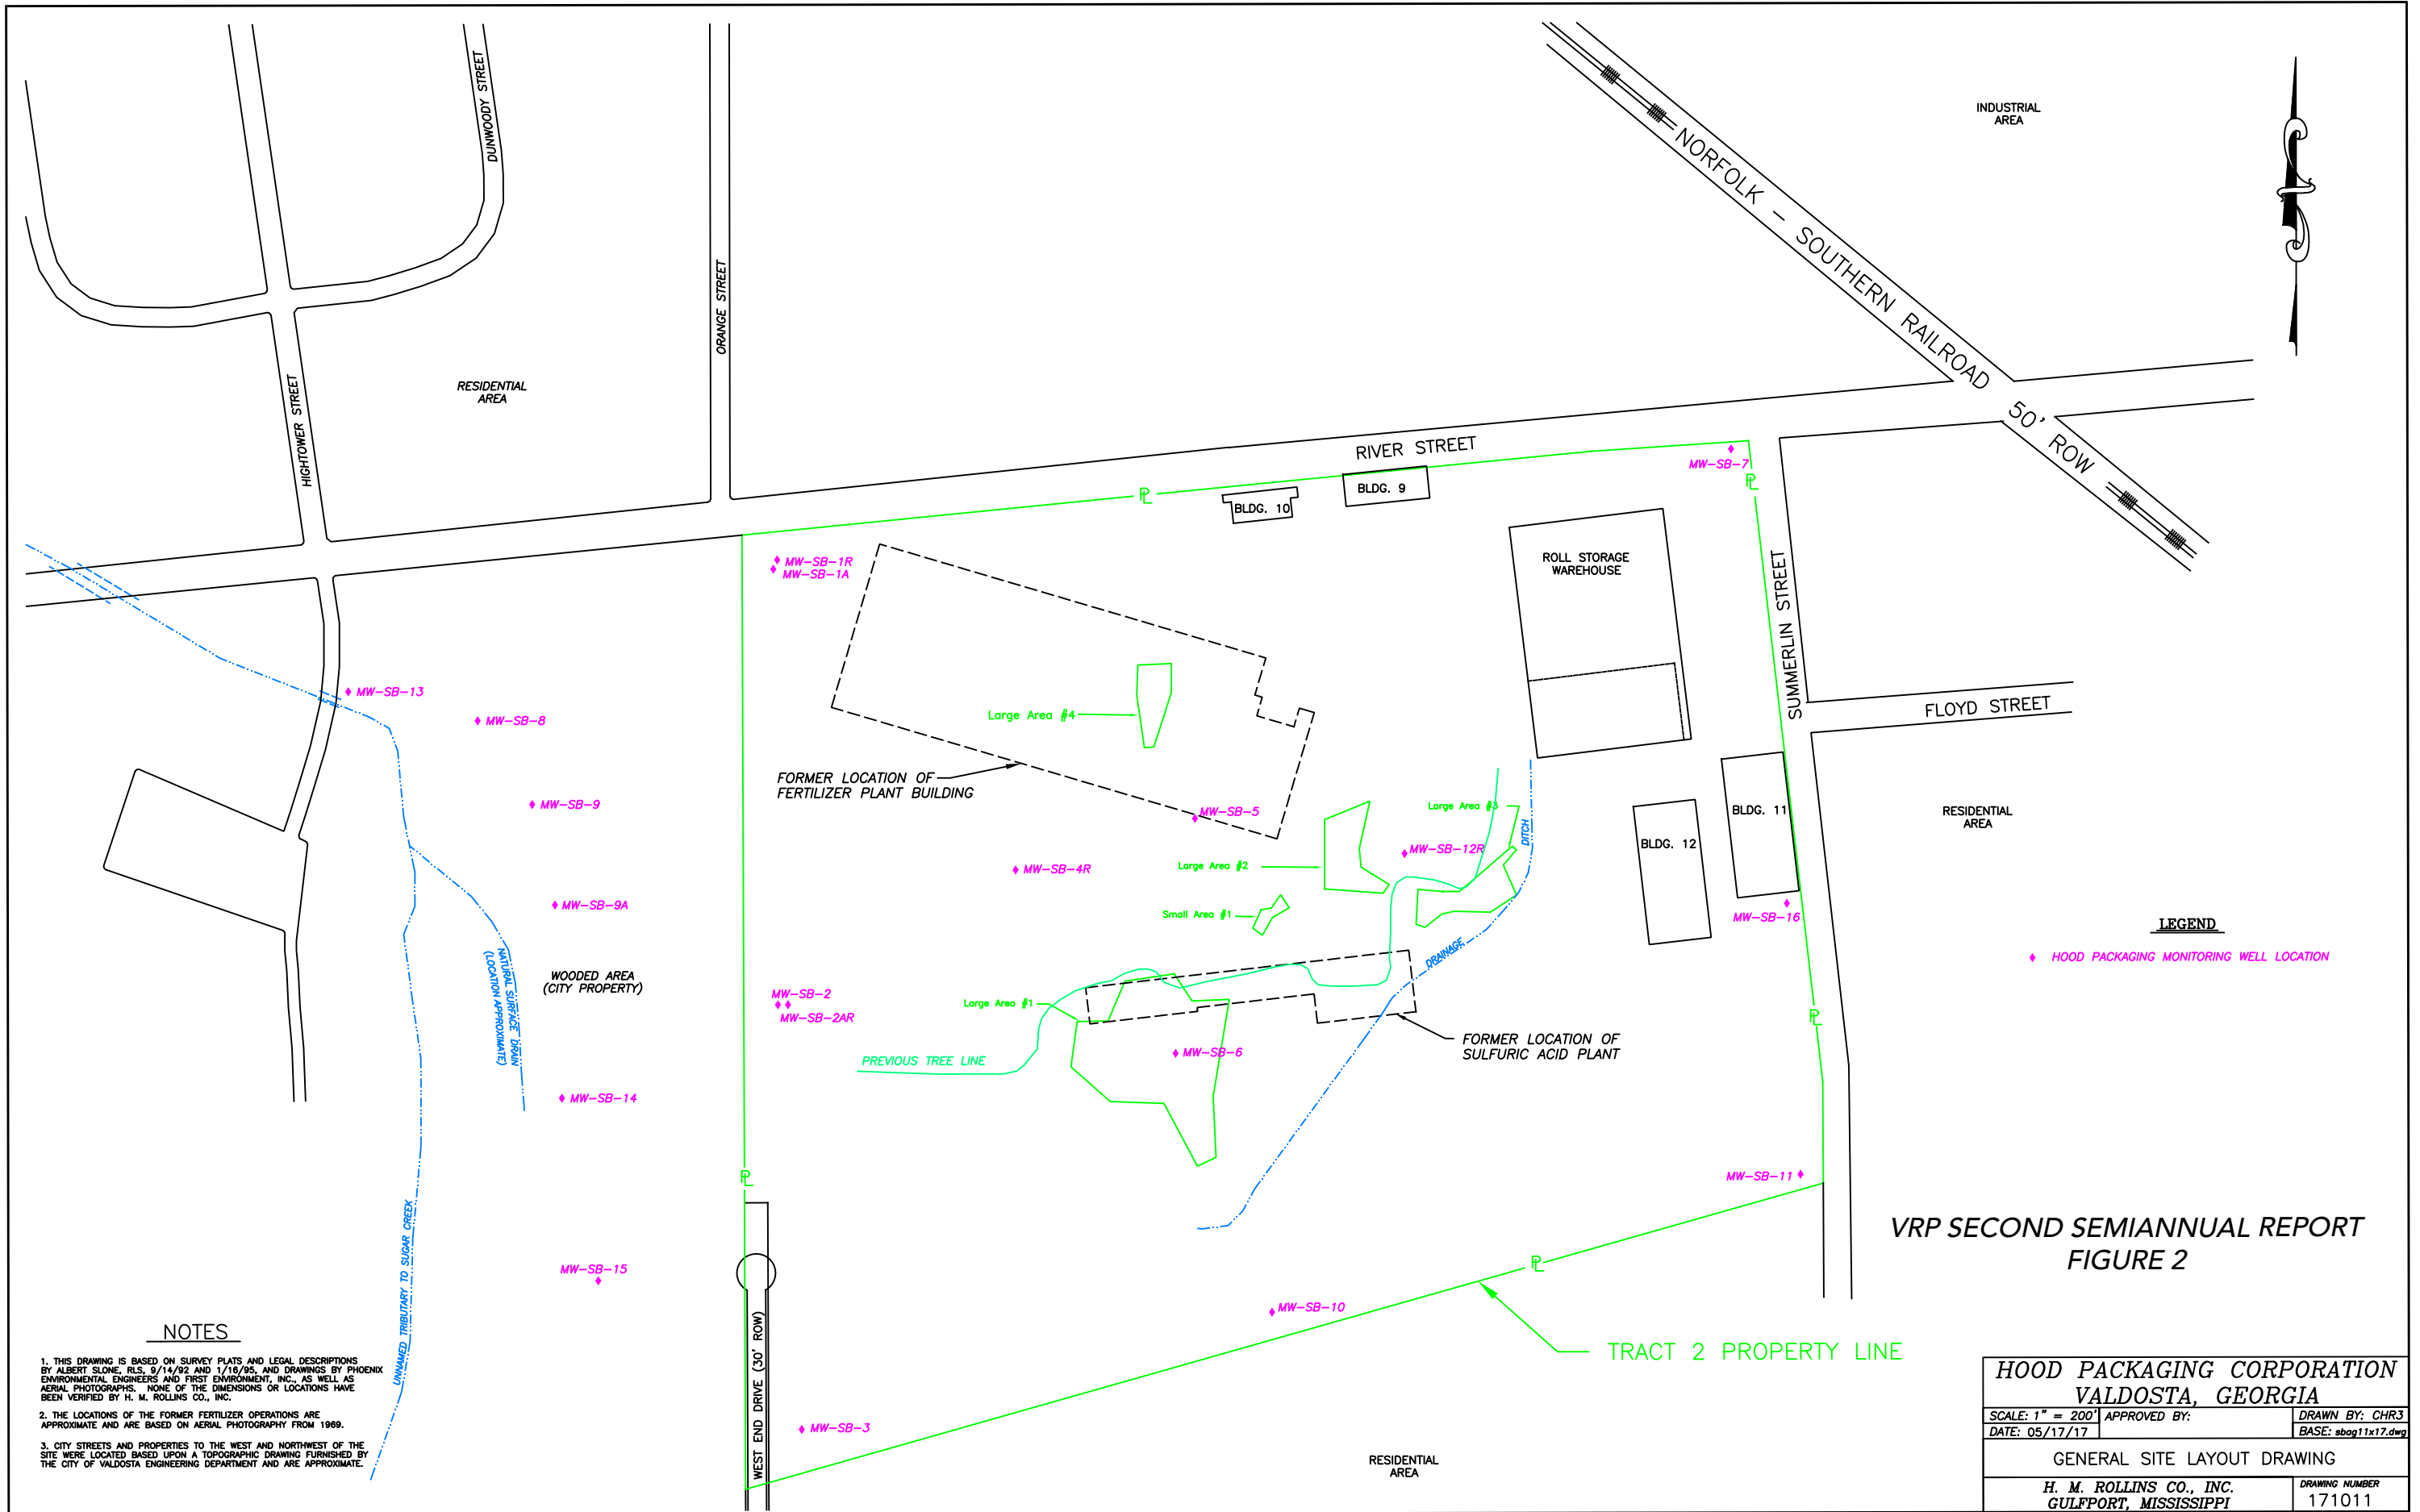 DUNWOODY STREET
INDUSTRIAL
AREA
NORFOLK - SOUTHERN RAILROAD
50' ROW
ORANGE STREET
HIGHTOWER STREET
RESIDENTIAL
AREA
RIVER STREET
MW-SB-7
PL
PL
BLDG. 9
BLDG. 10
ROLL STORAGE
WAREHOUSE
MW-SB-1R
MW-SB-1A
SUMMERLIN STREET
MW-SB-13
MW-SB-8
Large Area #4
FLOYD STREET
FORMER LOCATION OF
FERTILIZER PLANT BUILDING
MW-SB-9
MW-SB-5
Large Area #3
BLDG. 11
RESIDENTIAL
AREA
DITCH
BLDG. 12
MW-SB-12R
Large Area #2
MW-SB-4R
MW-SB-9A
Small Area #1
MW-SB-16
LEGEND
HOOD PACKAGING MONITORING WELL LOCATION
DRAINAGE
NATURAL SURFACE DRAIN
(LOCATION APPROXIMATE)
WOODED AREA
(CITY PROPERTY)
MW-SB-2
MW-SB-2AR
Large Area #1
PL
FORMER LOCATION OF
SULFURIC ACID PLANT
MW-SB-6
PREVIOUS TREE LINE
MW-SB-14
PL
MW-SB-11
UNNAMED TRIBUTARY TO SUGAR CREEK
MW-SB-15
PL
VRP SECOND SEMIANNUAL REPORT
FIGURE 2
MW-SB-10
WEST END DRIVE (30' ROW)
TRACT 2 PROPERTY LINE
MW-SB-3
RESIDENTIAL
AREA
NOTES
1. THIS DRAWING IS BASED ON SURVEY PLATS AND LEGAL DESCRIPTIONS
BY ALBERT SLONE, RLS, 9/14/92 AND 1/16/95, AND DRAWINGS BY PHOENIX
ENVIRONMENTAL ENGINEERS AND FIRST ENVIRONMENT, INC., AS WELL AS
AERIAL PHOTOGRAPHS. NONE OF THE DIMENSIONS OR LOCATIONS HAVE
BEEN VERIFIED BY H. M. ROLLINS CO., INC.
2. THE LOCATIONS OF THE FORMER FERTILIZER OPERATIONS ARE
APPROXIMATE AND ARE BASED ON AERIAL PHOTOGRAPHY FROM 1969.
3. CITY STREETS AND PROPERTIES TO THE WEST AND NORTHWEST OF THE
SITE WERE LOCATED BASED UPON A TOPOGRAPHIC DRAWING FURNISHED BY
THE CITY OF VALDOSTA ENGINEERING DEPARTMENT AND ARE APPROXIMATE.
HOOD PACKAGING CORPORATION
VALDOSTA, GEORGIA
SCALE: 1" = 200' APPROVED BY: DRAWN BY: CHR3
DATE: 05/17/17 BASE: sbag11x17.dwg
GENERAL SITE LAYOUT DRAWING
H. M. ROLLINS CO., INC.
GULFPORT, MISSISSIPPI
DRAWING NUMBER
171011